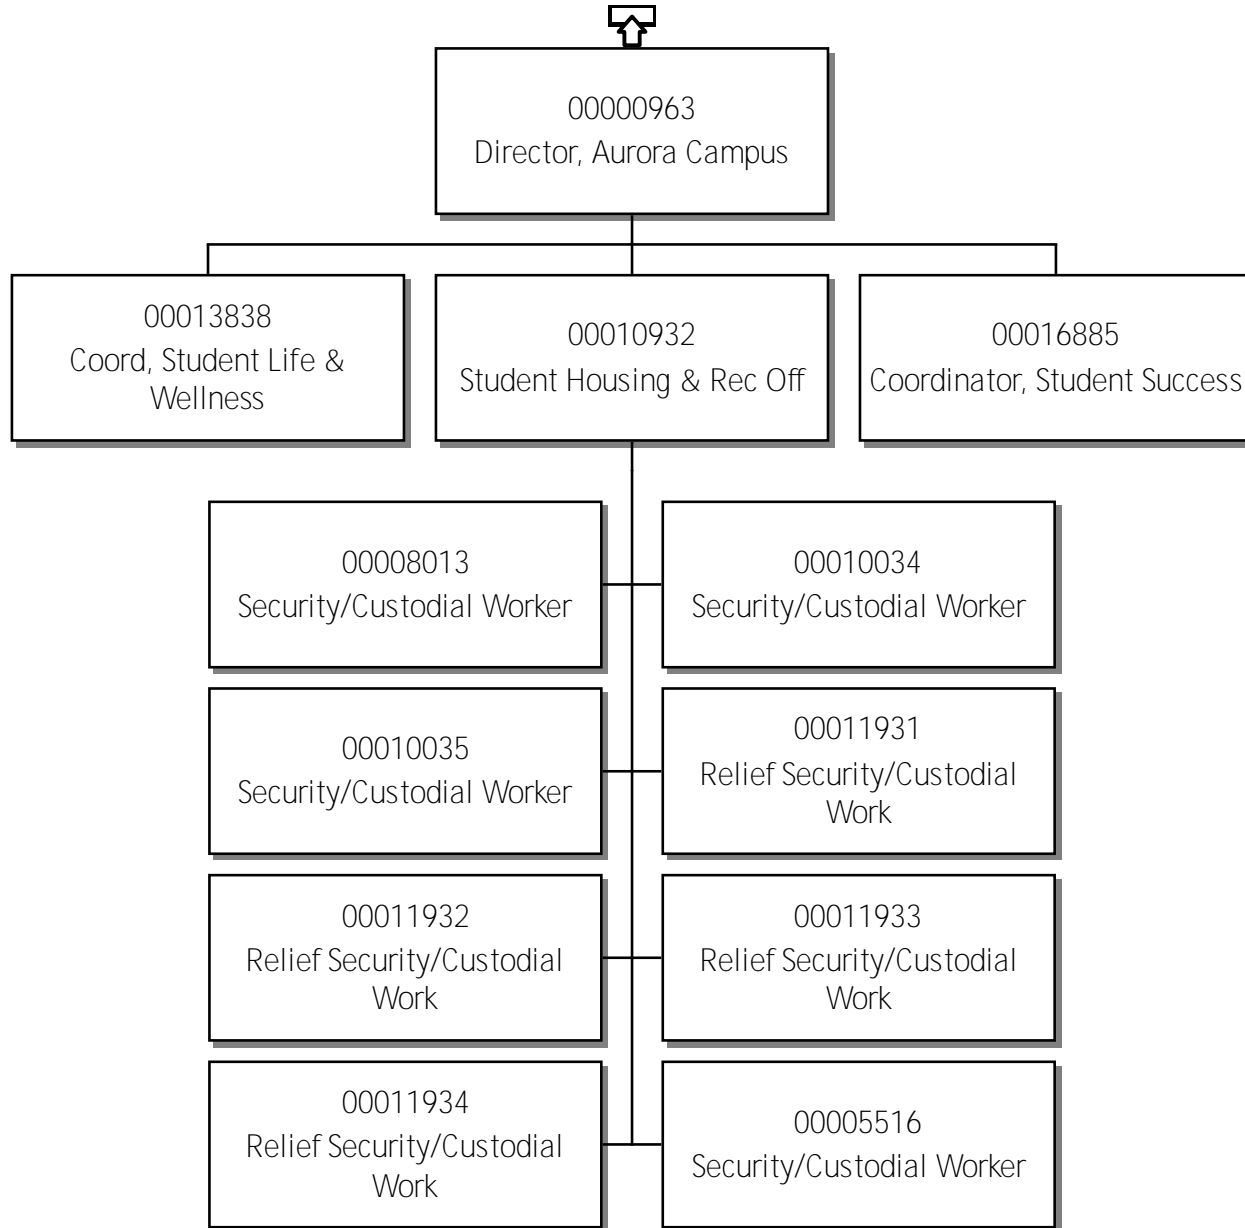 00000963
Director, Aurora Campus
00013838
Coord, Student Life &
Wellness
00010932
Student Housing & Rec Off
00016885
Coordinator, Student Success
00008013
Security/Custodial Worker
00010034
Security/Custodial Worker
00010035
Security/Custodial Worker
00011931
Relief Security/Custodial
Work
00011932
Relief Security/Custodial
Work
00011933
Relief Security/Custodial
Work
00011934
Relief Security/Custodial
Work
00005516
Security/Custodial Worker